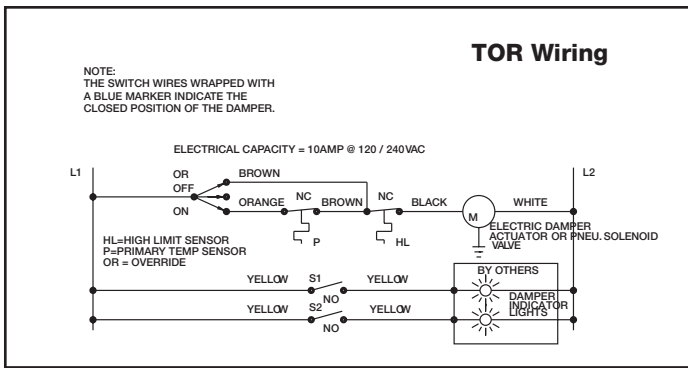 TOR Wiring
NOTE:
THE SWITCH WIRES WRAPPED WITH
A BLUE MARKER INDICATE THE
CLOSED POSITION OF THE DAMPER.
ELECTRICAL CAPACITY = 10AMP @ 120 / 240VAC
L1
OR
BROWN
L2
OFF
ON
ORANGE
NC
BROWN
NC
BLACK
WHITE
M
P
HL
ELECTRIC DAMPER
ACTUATOR OR PNEU. SOLENOID
VALVE
HL=HIGH LIMIT SENSOR
P=PRIMARY TEMP SENSOR
OR = OVERRIDE
BY OTHERS
YELLOW
S1
YELLOW
NO
DAMPER
INDICATOR
LIGHTS
YELLOW
S2
YELLOW
NO